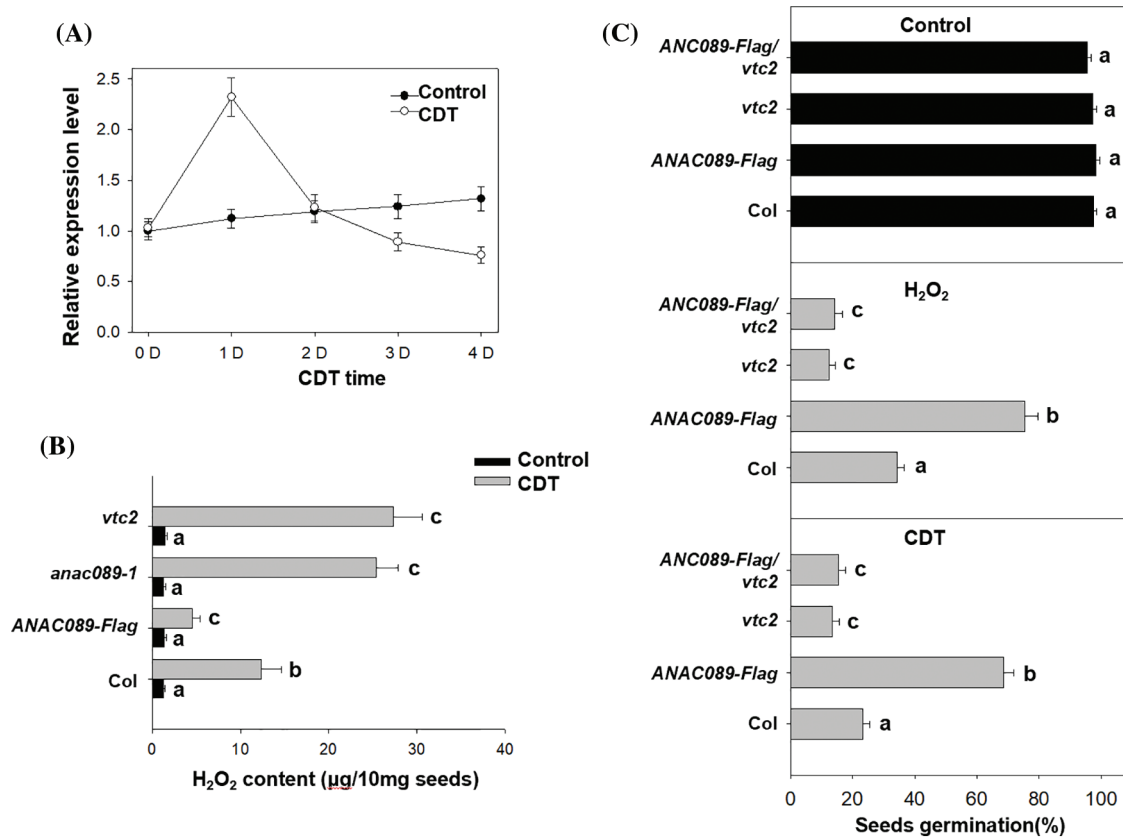 (A)
Relative expression level
2.5
2.0
1.5
1.0
0.5
0.0
Control
CDT
0 D
1 D
2 D
3 D
4 D
CDT time
(B)
Control
CDT
vtc2
c
a
anac089-1
c
a
ANAC089-Flag
c
a
Col
b
a
0
10
20
30
40
H₂O₂ content (µg/10mg seeds)
(C)
Control
ANC089-Flag/
vtc2
a
vtc2
a
ANAC089-Flag
a
Col
a
H₂O₂
ANC089-Flag/
vtc2
c
vtc2
c
ANAC089-Flag
b
Col
a
CDT
ANC089-Flag/
vtc2
c
vtc2
c
ANAC089-Flag
b
Col
a
0
20
40
60
80
100
Seeds germination(%)